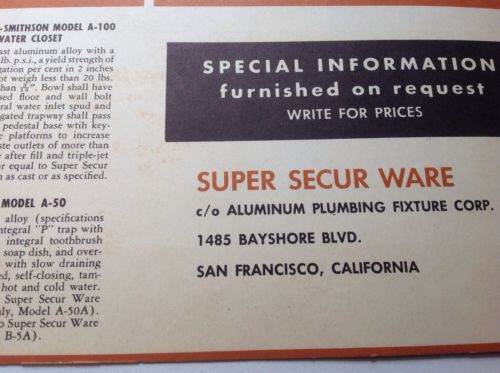 -SMITHSON MODEL A-100
WATER CLOSET
ast aluminum alloy with a
lb. p.s.i., a yield strength of
gation per cent in 2 inches
ot weigh less than 20 lbs.
han". Bowl shall have
sed floor and wall bolt
ral water inlet spud and
gated trapway shall pass
pedestal base wtih key-
e platforms to increase
ste outlets of more than
after fill and triple-jet
or equal to Super Secur
n as cast or as specified.
MODEL A-50
alloy (specifications
ntegral "P" trap with
integral toothbrush
soap dish, and over-
with slow draining
ed, self-closing, tam-
hot and cold water.
Super Secur Ware
ly, Model A-50A).
o Super Secur Ware
B-5A).
SPECIAL INFORMATION
furnished on request
WRITE FOR PRICES
SUPER SECUR WARE
c/o ALUMINUM PLUMBING FIXTURE CORP.
1485 BAYSHORE BLVD.
SAN FRANCISCO, CALIFORNIA